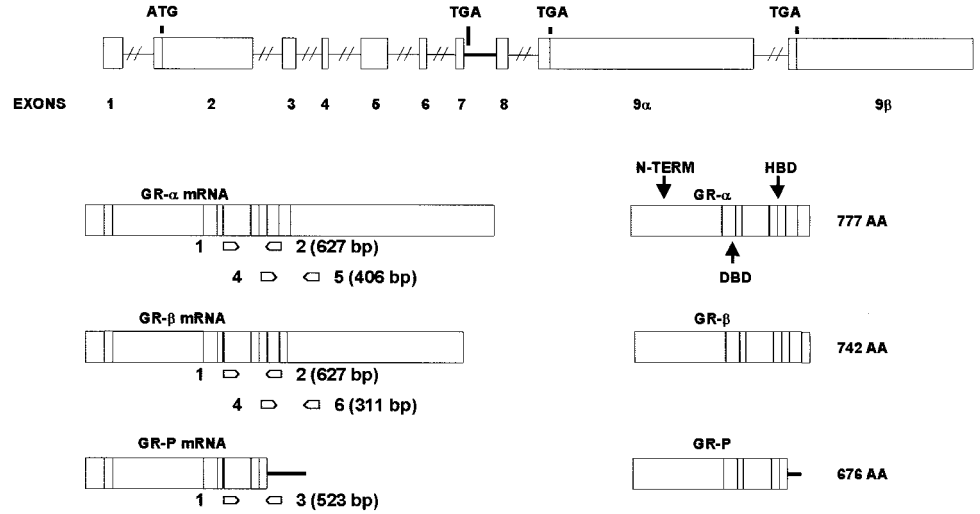 ATG TGA TGA TGA
EXONS 1 2 3 4 5 6 7 8 9α 9β
N-TERM HBD
GR-α mRNA GR-α
777 AA
1 2 (627 bp)
4 5 (406 bp) DBD
GR-β mRNA GR-β
742 AA
1 2 (627 bp)
4 6 (311 bp)
GR-P mRNA GR-P
676 AA
1 3 (523 bp)